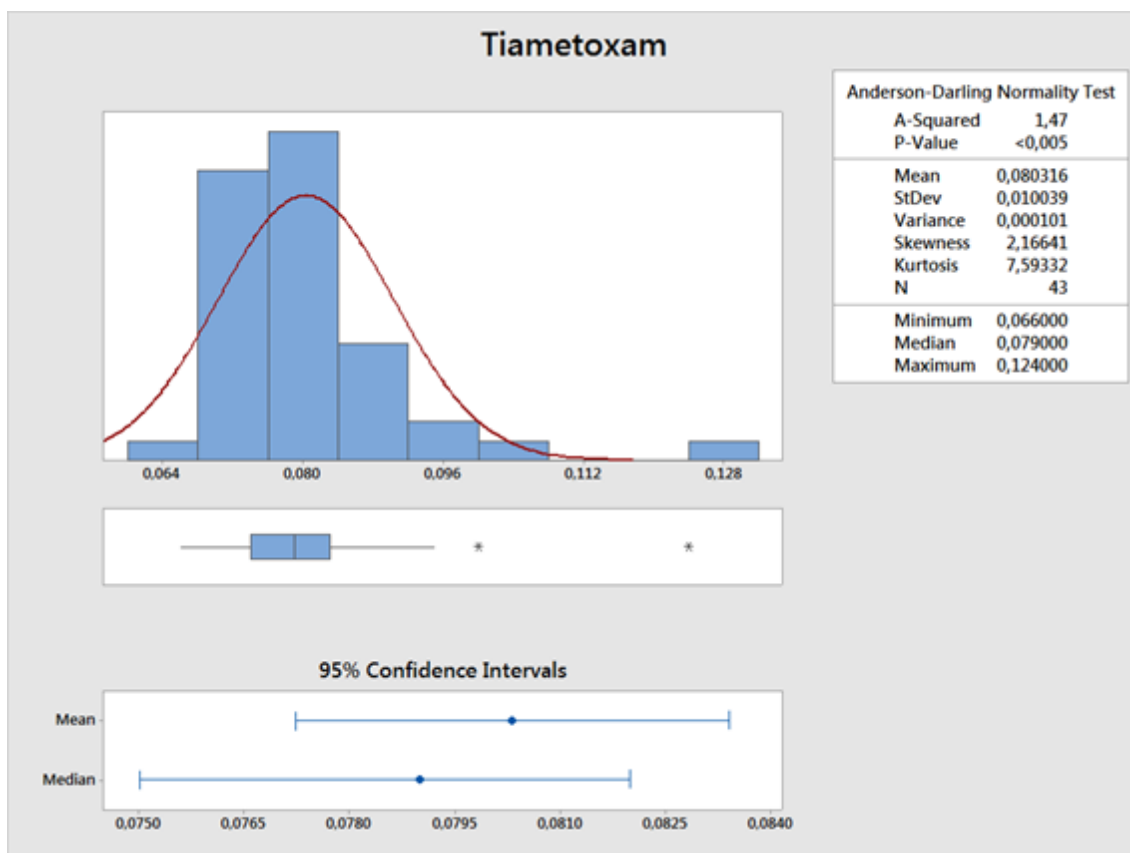 Tiametoxam
Anderson-Darling Normality Test
A-Squared 1,47
P-Value <0,005
Mean 0,080316
StDev 0,010039
Variance 0,000101
Skewness 2,16641
Kurtosis 7,59332
N 43
Minimum 0,066000
Median 0,079000
Maximum 0,124000
0,064 0,080 0,096 0,112 0,128
95% Confidence Intervals
Mean
Median
0,0750 0,0765 0,0780 0,0795 0,0810 0,0825 0,0840